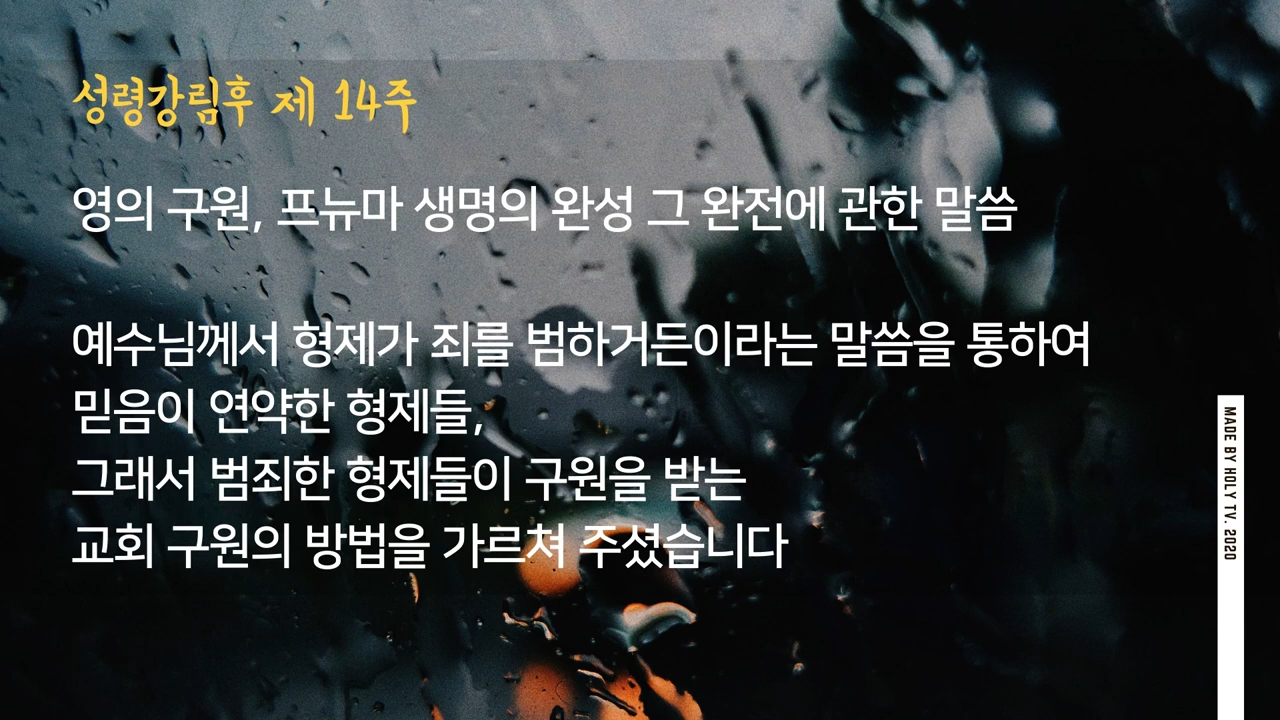 성령강림후 제 14주
영의 구원, 프뉴마 생명의 완성 그 완전에 관한 말씀
예수님께서 형제가 죄를 범하거든이라는 말씀을 통하여
믿음이 연약한 형제들,
그래서 범죄한 형제들이 구원을 받는
교회 구원의 방법을 가르쳐 주셨습니다
MADE BY HOLY TV. 2020